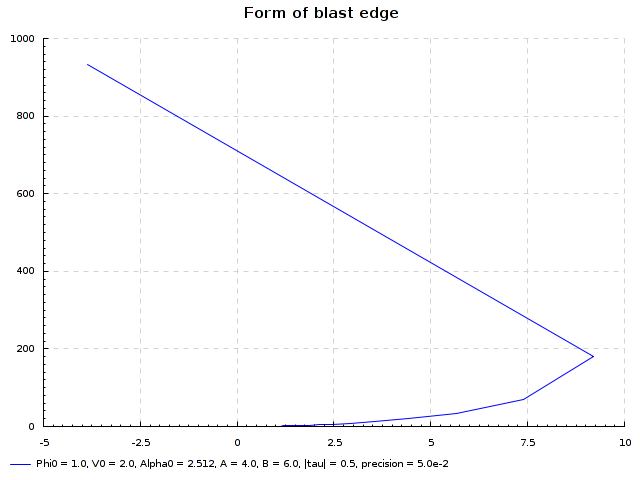 Form of blast edge
1000
800
600
400
200
0
-5 -2.5 0 2.5 5 7.5 10
Phi0 = 1.0, V0 = 2.0, Alpha0 = 2.512, A = 4.0, B = 6.0, |tau| = 0.5, precision = 5.0e-2